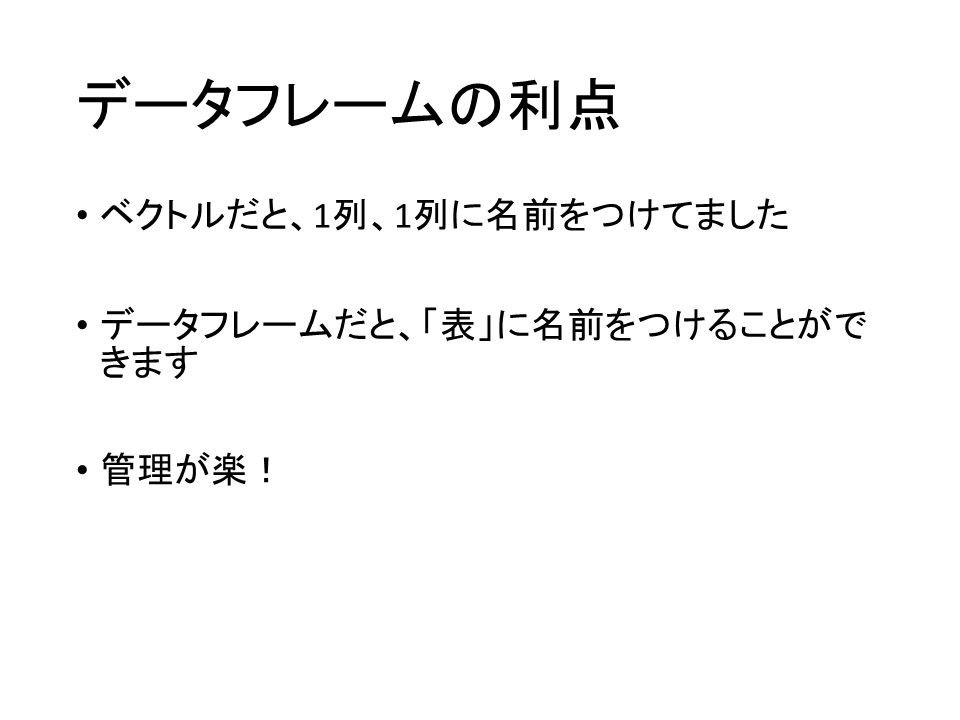 データフレームの利点
• ベクトルだと、1列、1列に名前をつけてました
• データフレームだと、「表」に名前をつけることがで
きます
• 管理が楽！